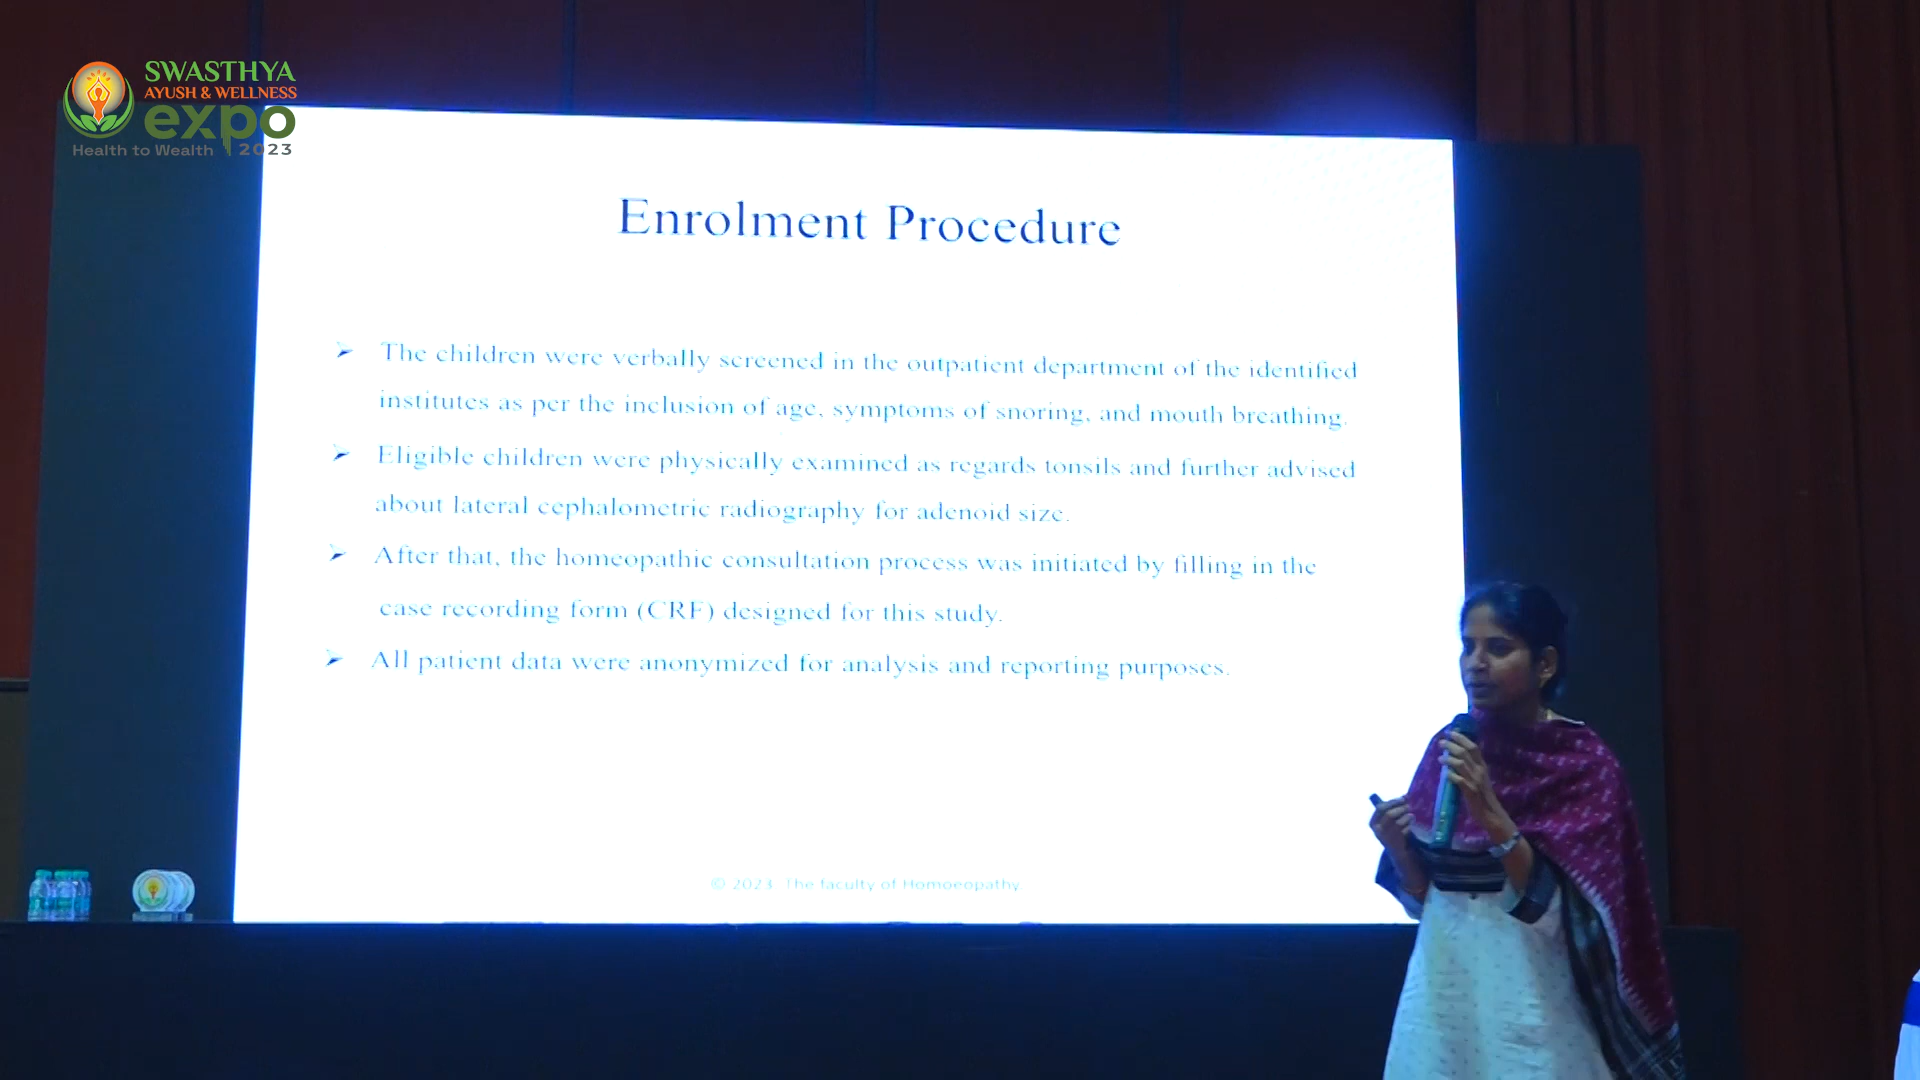 SWASTHYA
AYUSH & WELLNESS
expo
Health to Wealth 2023
Enrolment Procedure
➢ The children were verbally screened in the outpatient department of the identified
institutes as per the inclusion of age, symptoms of snoring, and mouth breathing.
➢ Eligible children were physically examined as regards tonsils and further advised
about lateral cephalometric radiography for adenoid size.
➢ After that, the homeopathic consultation process was initiated by filling in the
case recording form (CRF) designed for this study.
➢ All patient data were anonymized for analysis and reporting purposes.
© 2023. The faculty of Homoeopathy.